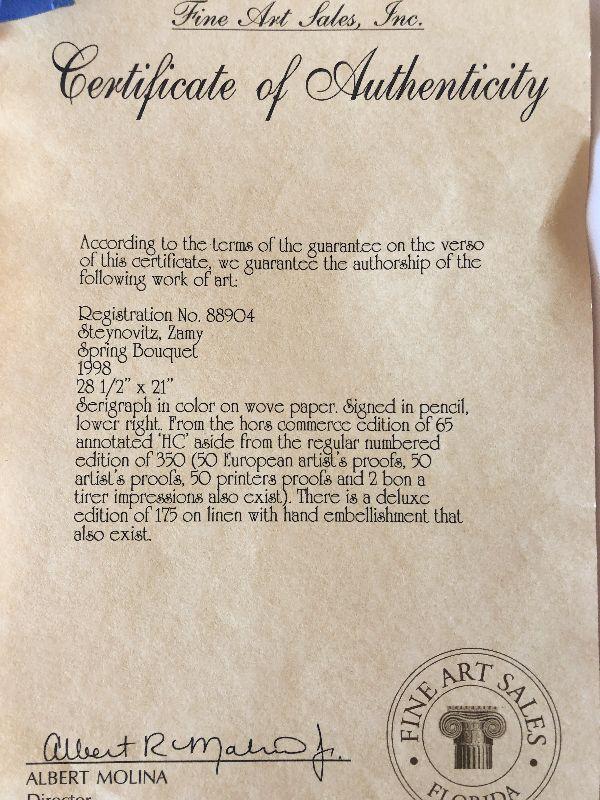 Fine Art Sales, Inc.
Certificate of Authenticity
According to the terms of the guarantee on the verso
of this certificate, we guarantee the authorship of the
following work of art:
Registration No. 88904
Steynovitz, Zamy
Spring Bouquet
1998
28 1/2” x 21”
Serigraph in color on wove paper. Signed in pencil,
lower right. From the hors commerce edition of 65
annotated 'HC' aside from the regular numbered
edition of 350 (50 European artist's proofs, 50
artist's proofs, 50 printers proofs and 2 bon a
tirer impressions also exist). There is a deluxe
edition of 175 on linen with hand embellishment that
also exist.
Albert R Molina Jr.
ALBERT MOLINA
Director
• FINE ART SALES •
FLORIDA